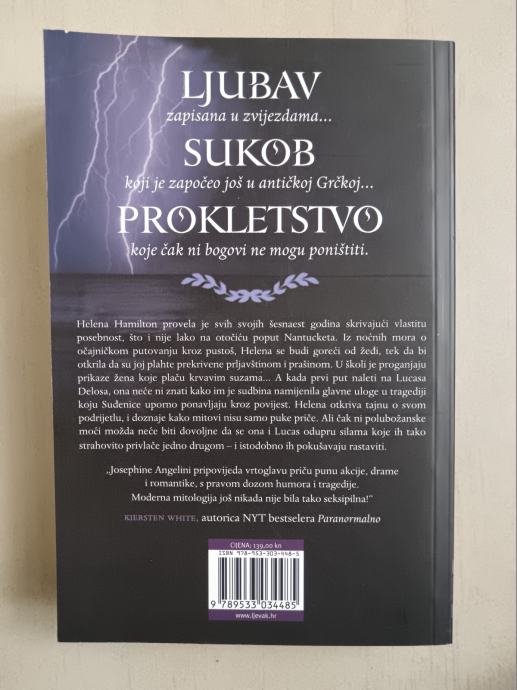 LJUBAV
zapisana u zvijezdama...
SUKOB
koji je započeo još u antičkoj Grčkoj...
PROKLETSTVO
koje čak ni bogovi ne mogu poništiti.
Helena Hamilton provela je svih svojih šesnaest godina skrivajući vlastitu
posebnost, što i nije lako na otočiću poput Nantucketa. Iz noćnih mora o
očajničkom putovanju kroz pustoš, Helena se budi goreći od žeđi, tek da bi
otkrila da su joj plahte prekrivene prljavštinom i prašinom. U školi je proganjaju
prikaze žena koje plaču krvavim suzama... A kada prvi put naleti na Lucasa
Delosa, ona neće ni znati kako im je sudbina namijenila glavne uloge u tragediji
koju Suđenice uporno ponavljaju kroz povijest. Helena otkriva tajnu o svom
podrijetlu, i doznaje kako mitovi nisu samo puke priče. Ali čak ni polubožanske
moći možda neće biti dovoljne da se ona i Lucas odupru silama koje ih tako
strahovito privlače jedno drugom – i istodobno ih pokušavaju rastaviti.
„Josephine Angelini pripovijeda vrtoglavu priču punu akcije, drame
i romantike, s pravom dozom humora i tragedije.
Moderna mitologija još nikada nije bila tako seksipilna!“
KIERSTEN WHITE, autorica NYT bestselera Paranormalno
CIJENA: 139,00 kn
ISBN 978-953-303-448-5
9 789533 034485
www.ljevak.hr